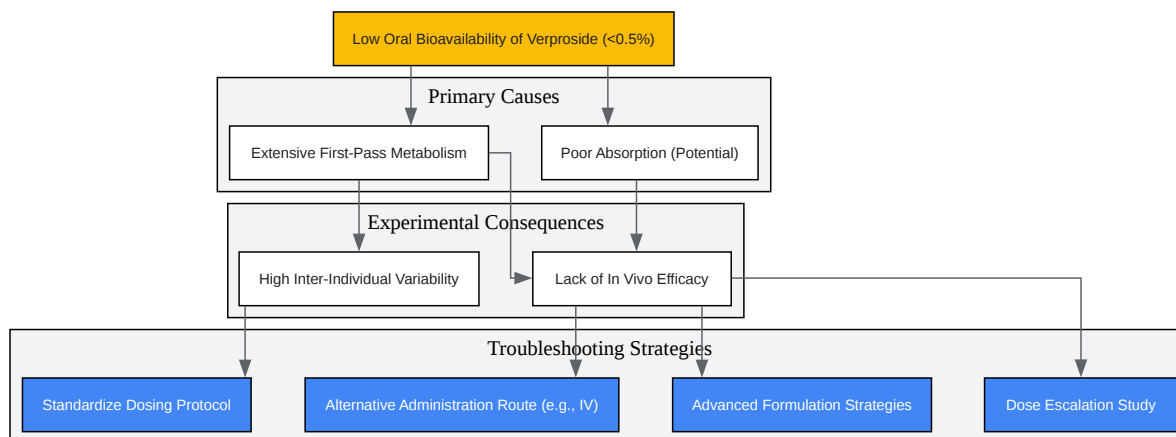 Low Oral Bioavailability of Verproside (<0.5%)
Primary Causes
Extensive First-Pass Metabolism
Poor Absorption (Potential)
Experimental Consequences
High Inter-Individual Variability
Lack of In Vivo Efficacy
Troubleshooting Strategies
Standardize Dosing Protocol
Alternative Administration Route (e.g., IV)
Advanced Formulation Strategies
Dose Escalation Study